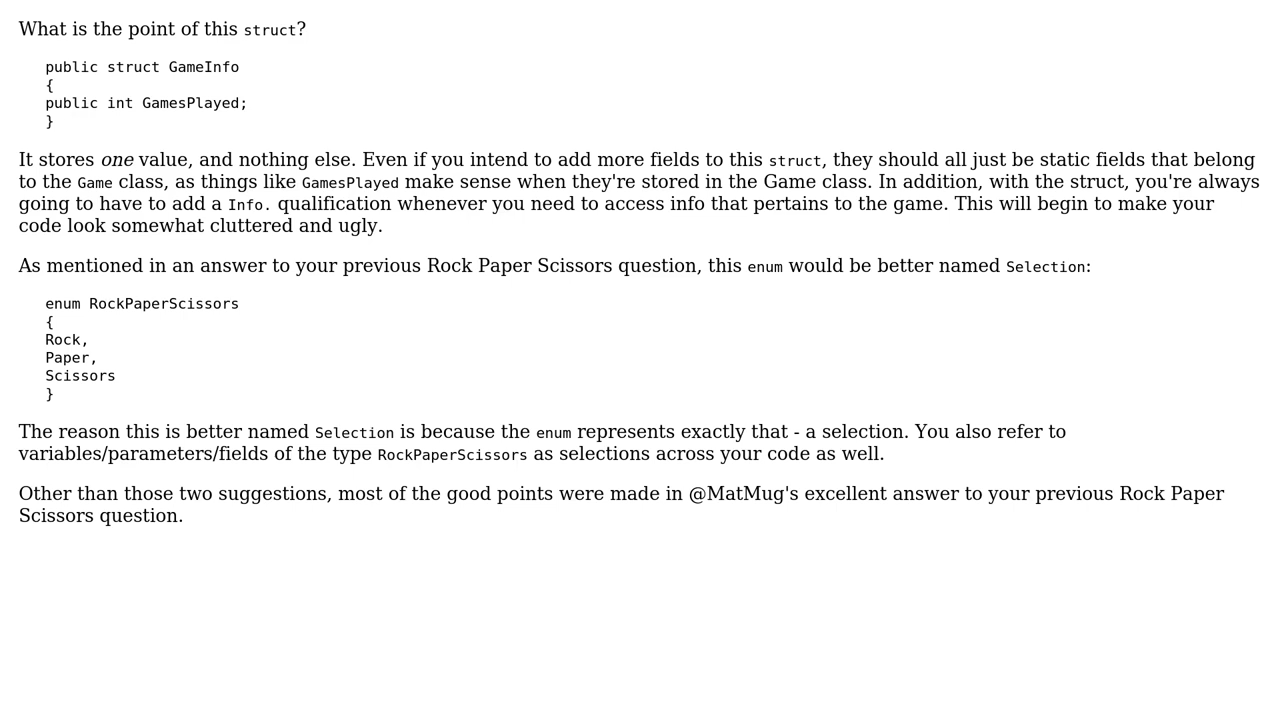 What is the point of this struct?
public struct GameInfo
{
public int GamesPlayed;
}
It stores one value, and nothing else. Even if you intend to add more fields to this struct, they should all just be static fields that belong
to the Game class, as things like GamesPlayed make sense when they're stored in the Game class. In addition, with the struct, you're always
going to have to add a Info. qualification whenever you need to access info that pertains to the game. This will begin to make your
code look somewhat cluttered and ugly.
As mentioned in an answer to your previous Rock Paper Scissors question, this enum would be better named Selection:
enum RockPaperScissors
{
Rock,
Paper,
Scissors
}
The reason this is better named Selection is because the enum represents exactly that - a selection. You also refer to
variables/parameters/fields of the type RockPaperScissors as selections across your code as well.
Other than those two suggestions, most of the good points were made in @MatMug's excellent answer to your previous Rock Paper
Scissors question.